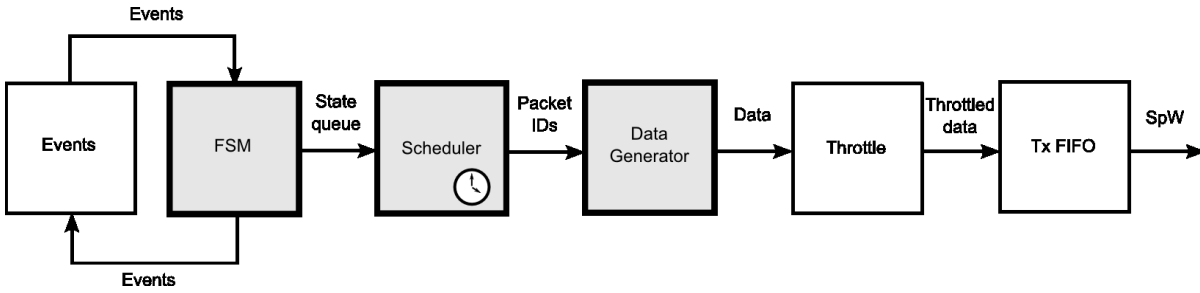 Events
Events
FSM
State
queue
Scheduler
Packet
IDs
Data
Generator
Data
Throttle
Throttled
data
Tx FIFO
SpW
Events